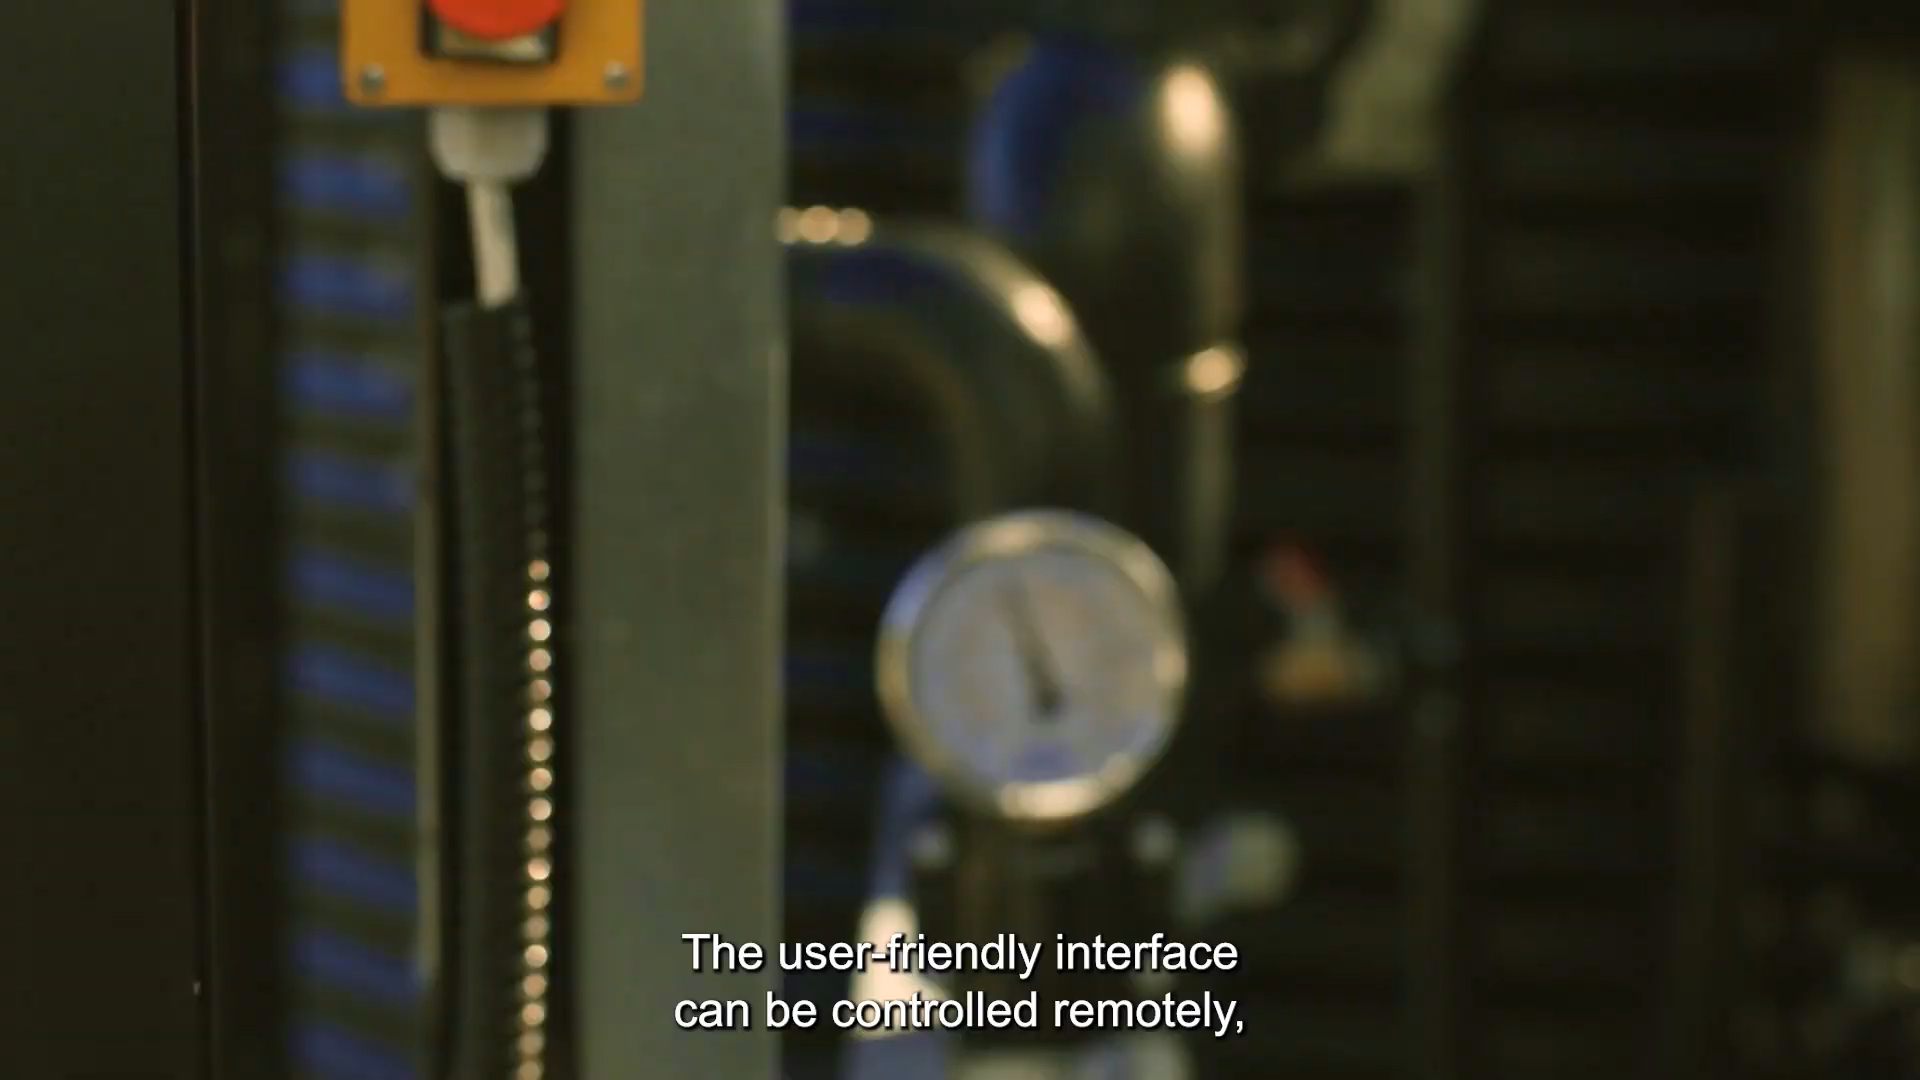 The user-friendly interface
can be controlled remotely,